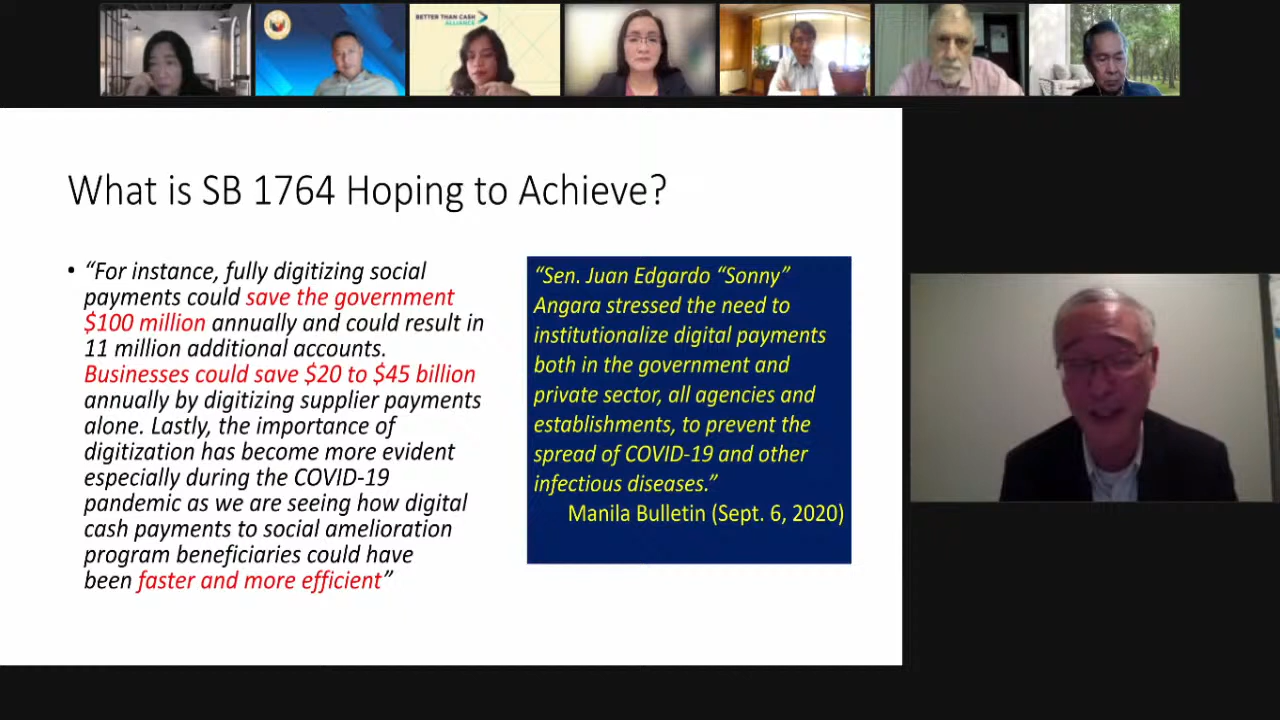 BETTER THAN CASH
ALLIANCE
What is SB 1764 Hoping to Achieve?
• “For instance, fully digitizing social
payments could save the government
$100 million annually and could result in
11 million additional accounts.
Businesses could save $20 to $45 billion
annually by digitizing supplier payments
alone. Lastly, the importance of
digitization has become more evident
especially during the COVID-19
pandemic as we are seeing how digital
cash payments to social amelioration
program beneficiaries could have
been faster and more efficient”
“Sen. Juan Edgardo “Sonny”
Angara stressed the need to
institutionalize digital payments
both in the government and
private sector, all agencies and
establishments, to prevent the
spread of COVID-19 and other
infectious diseases.”
Manila Bulletin (Sept. 6, 2020)